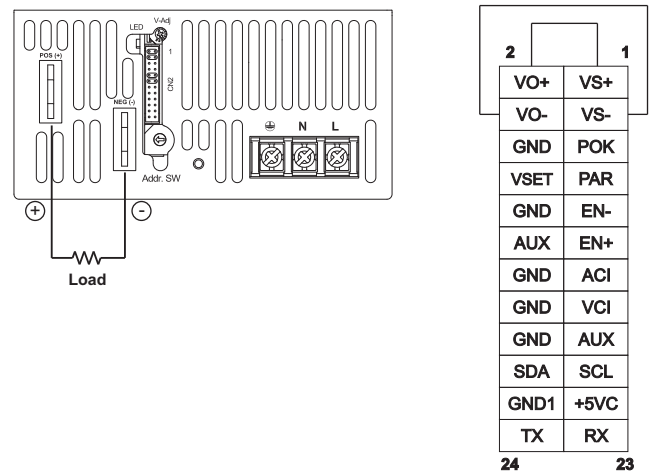 LED V-Adj
POS (+)
1
CN2
NEG (-)
N L
Addr. SW
+ -
Load
2 1
VO+ VS+
VO- VS-
GND POK
VSET PAR
GND EN-
AUX EN+
GND ACI
GND VCI
GND AUX
SDA SCL
GND1 +5VC
TX RX
24 23